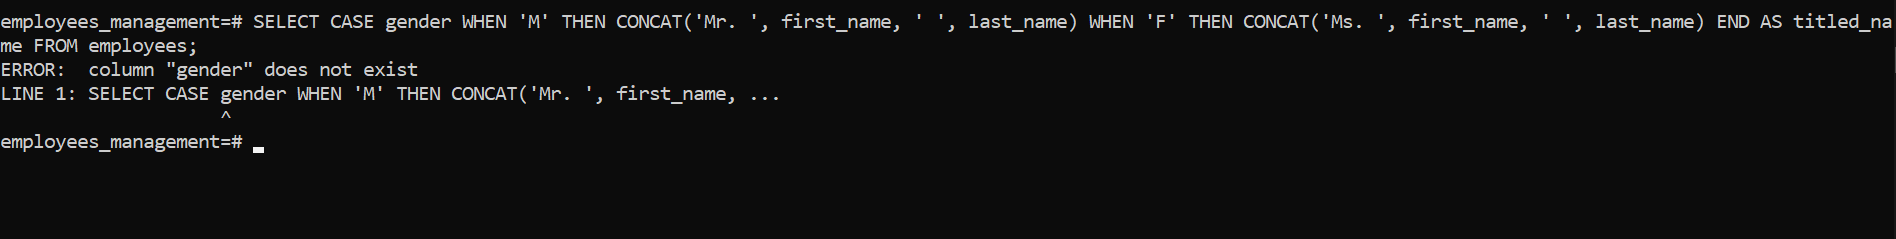 employees_management=# SELECT CASE gender WHEN 'M' THEN CONCAT('Mr. ', first_name, ' ', last_name) WHEN 'F' THEN CONCAT('Ms. ', first_name, ' ', last_name) END AS titled_na
me FROM employees;
ERROR:  column "gender" does not exist
LINE 1: SELECT CASE gender WHEN 'M' THEN CONCAT('Mr. ', first_name, ...
                    ^
employees_management=#